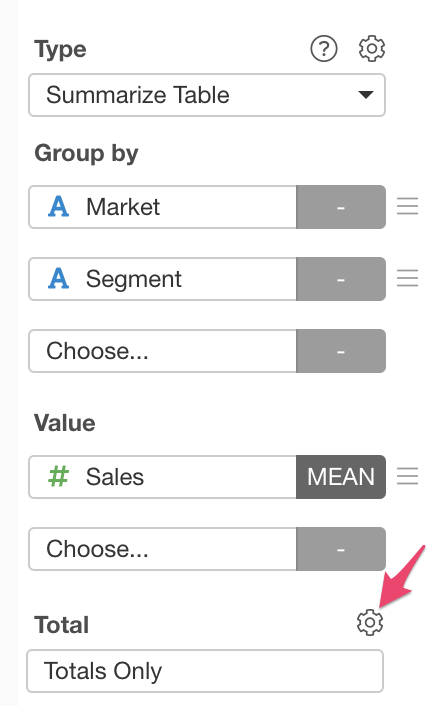 Type ?
Summarize Table
Group by
A Market -
A Segment -
Choose... -
Value
# Sales MEAN
Choose... -
Total
Totals Only